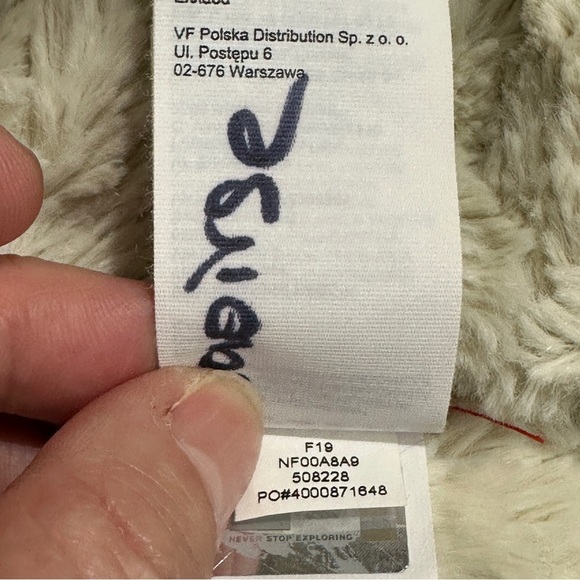 VF Polska Distribution Sp. z o. o.
Ul. Postępu 6
02-676 Warszawa
F19
NF00A8A9
508228
PO#4000871648
NEVER STOP EXPLORING